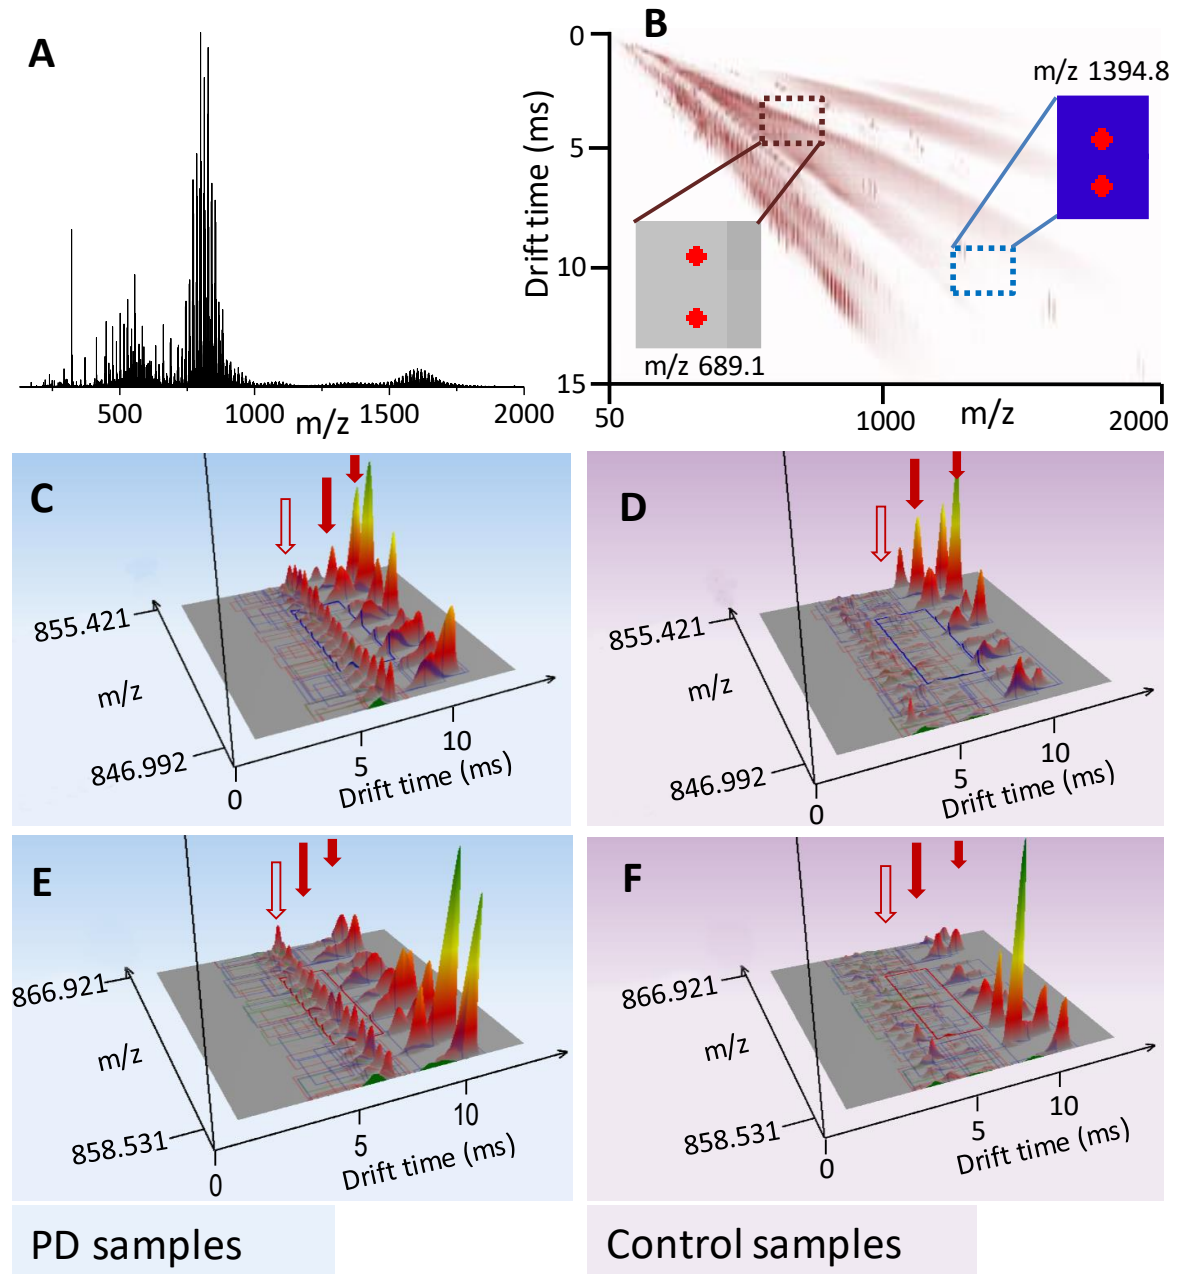 A
500
1000
m/z
1500
2000
B
0
5
10
15
Drift time (ms)
50
1000
m/z
2000
m/z 1394.8
m/z 689.1
C
855.421
m/z
846.992
0
5
10
Drift time (ms)
D
855.421
m/z
846.992
0
5
10
Drift time (ms)
E
866.921
m/z
858.531
0
5
10
Drift time (ms)
F
866.921
m/z
858.531
0
5
10
Drift time (ms)
PD samples
Control samples